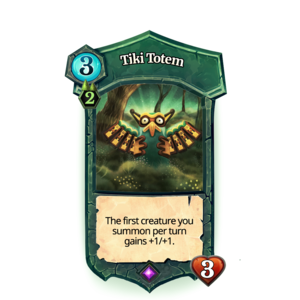 Tiki Totem
3
2
The first creature you
summon per turn
gains +1/+1.
3